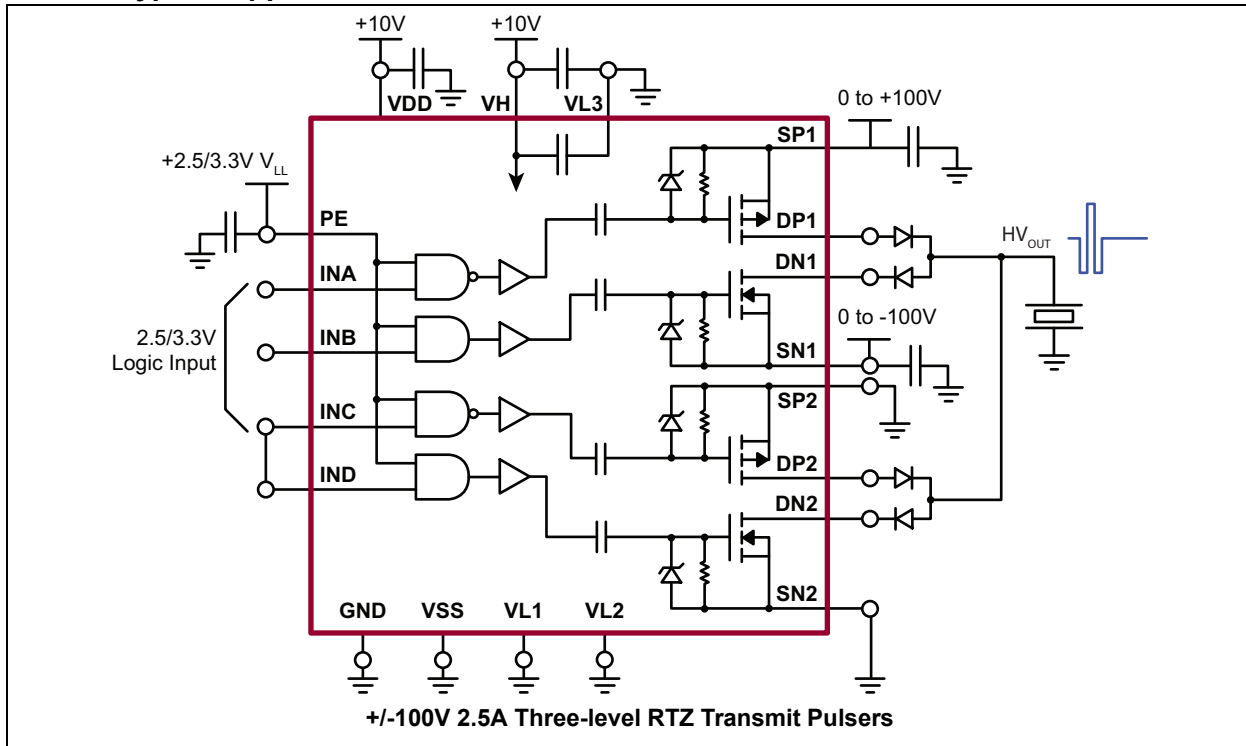 +10V
+10V
VDD
VH
VL3
0 to +100V
SP1
+2.5/3.3V VLL
PE
DP1
HVOUT
INA
DN1
0 to -100V
2.5/3.3V
Logic Input
INB
SN1
SP2
INC
DP2
IND
DN2
SN2
GND
VSS
VL1
VL2
+/-100V 2.5A Three-level RTZ Transmit Pulsers